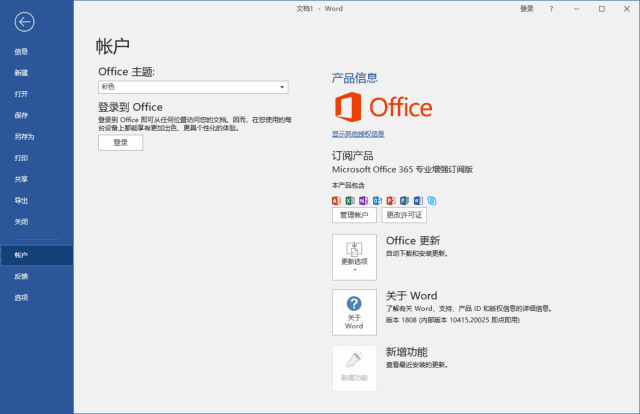 文档1 - Word
登录
?
信息
新建
打开
保存
另存为
打印
共享
导出
关闭
帐户
反馈
选项
帐户
Office 主题:
彩色
登录到 Office
登录到 Office 即可从任何位置访问您的文档。因而，在您使用的每
台设备上都能享有更加出色、更具个性化的体验。
登录
产品信息
Office
显示其他授权信息
订阅产品
Microsoft Office 365 专业增强订阅版
本产品包含
管理帐户
更改许可证
更新选项
Office 更新
自动下载和安装更新。
关于
Word
关于 Word
了解有关 Word、支持、产品 ID 和版权信息的详细信息。
版本 1808 (内部版本 10415.20025 即点即用)
新增功能
新增功能
查看最近安装的更新。